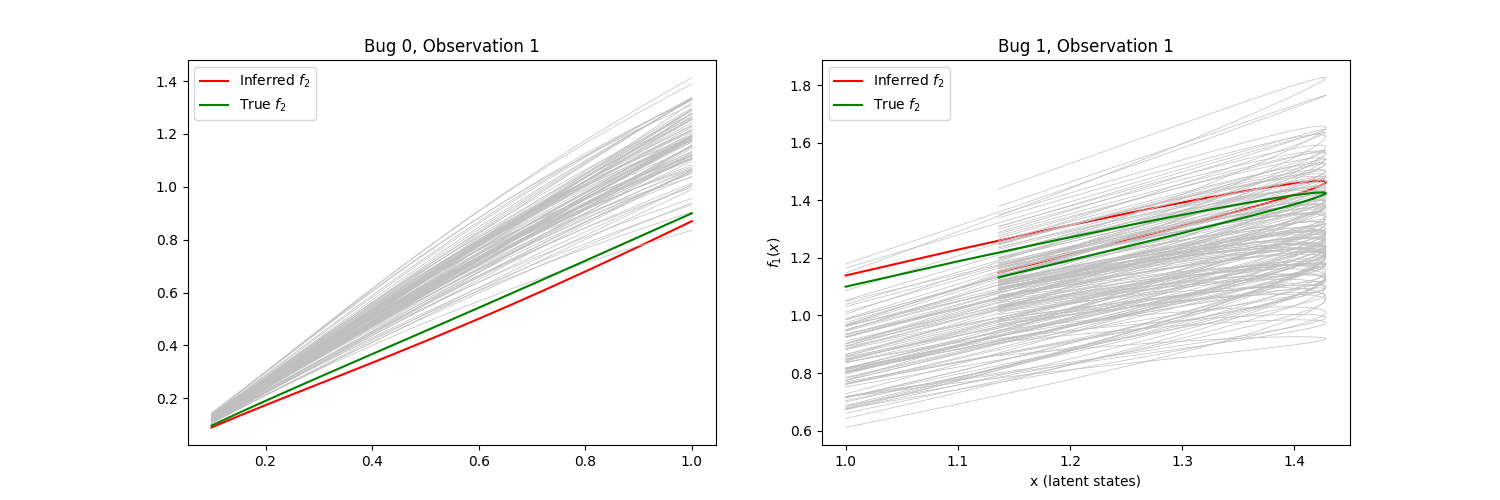 Bug 0, Observation 1
Inferred f₂
True f₂
1.4
1.2
1.0
0.8
0.6
0.4
0.2
0.2 0.4 0.6 0.8 1.0
Bug 1, Observation 1
Inferred f₂
True f₂
f₁(x)
1.8
1.6
1.4
1.2
1.0
0.8
0.6
1.0 1.1 1.2 1.3 1.4
x (latent states)